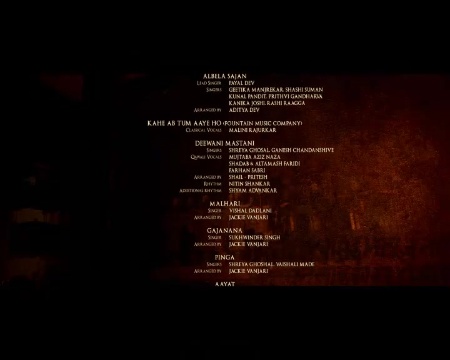 ALBELA SAJAN
LEAD SINGER PAYAL DEV
SINGERS GEETIKA MANJREKAR, SHASHI SUMAN
KUNAL PANDIT, PRITHVI GANDHARVA
KANIKA JOSHI, RASHI RAAGGA
ARRANGED BY ADITYA DEV
KAHE AB TUM AAYE HO (FOUNTAIN MUSIC COMPANY)
CLASSICAL VOCALS MALINI RAJURKAR
DEEWANI MASTANI
SINGERS SHREYA GHOSAL, GANESH CHANDANSHIVE
QAWALI VOCALS MUJTABA AZIZ NAZA
SHADAB & ALTAMASH FARIDI
FARHAN SABRI
ARRANGED BY SHAIL - PRITESH
RHYTHM NITIN SHANKAR
ADDITIONAL RHYTHM SHYAM ADVANKAR
MALHARI
SINGER VISHAL DADLANI
ARRANGED BY JACKIE VANJARI
GAJANANA
SINGER SUKHWINDER SINGH
ARRANGED BY JACKIE VANJARI
PINGA
SINGERS SHREYA GHOSHAL, VAISHALI MADE
ARRANGED BY JACKIE VANJARI
AAYAT